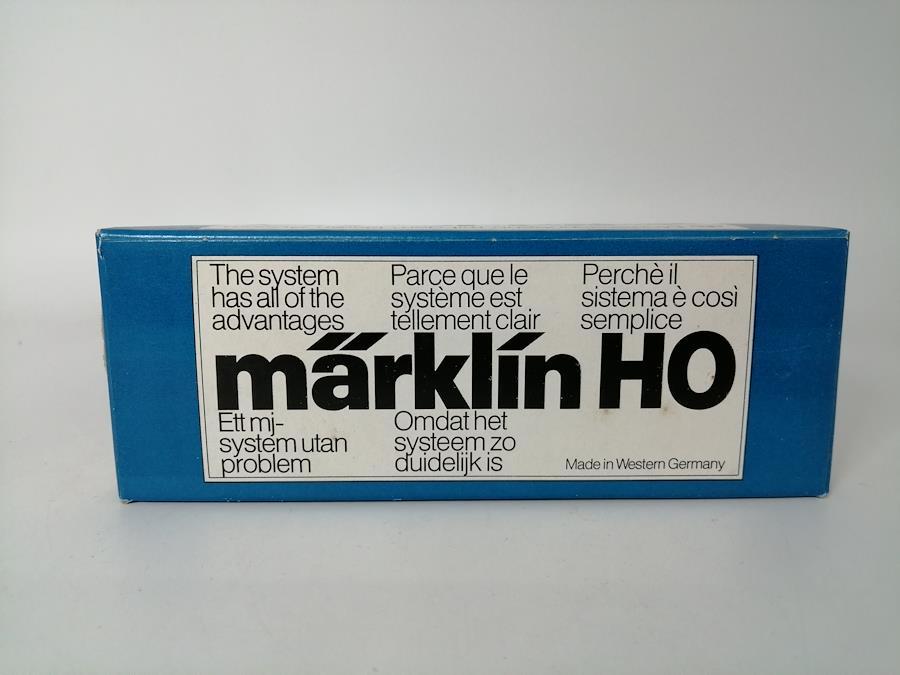 The system
has all of the
advantages
Parce que le
système est
tellement clair
Perchè il
sistema è così
semplice
märklin HO
Ett mj-
system utan
problem
Omdat het
systeem zo
duidelijk is
Made in Western Germany